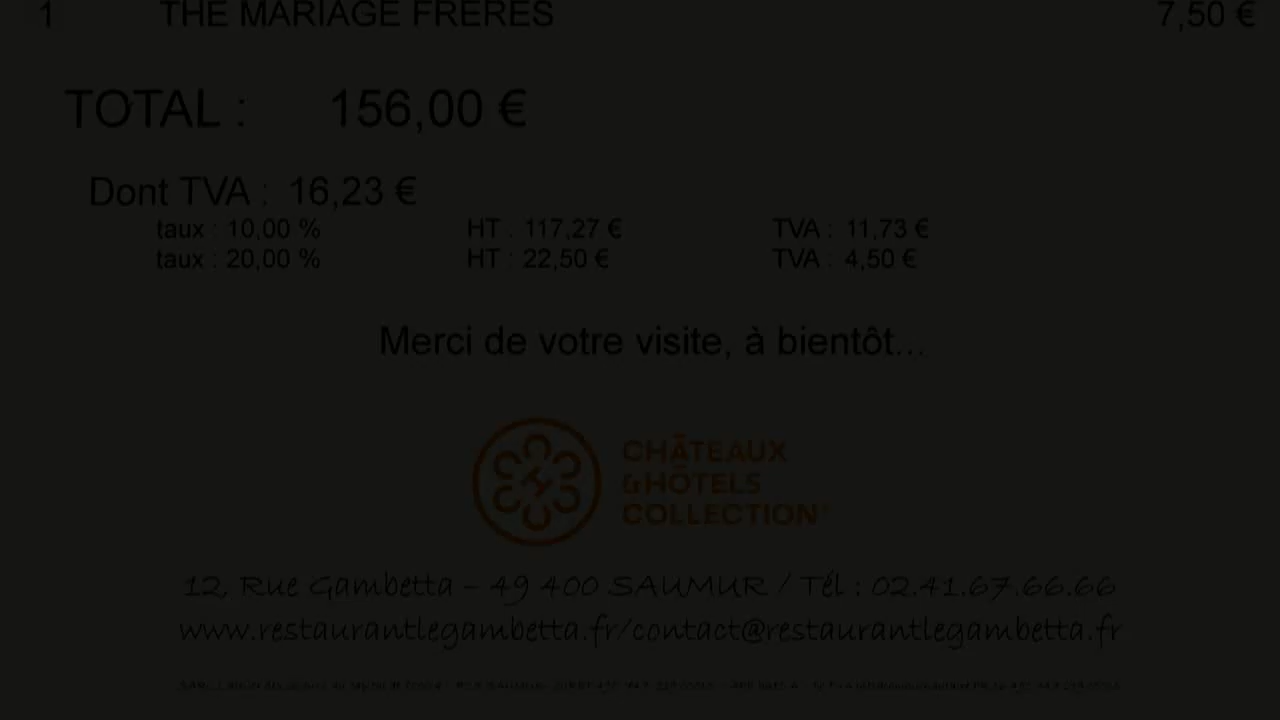 1 THE MARIAGE FRERES 7,50 €
TOTAL : 156,00 €
Dont TVA : 16,23 €
taux : 10,00 % HT : 117,27 € TVA : 11,73 €
taux : 20,00 % HT : 22,50 € TVA : 4,50 €
Merci de votre visite, à bientôt...
CHÂTEAUX
&HÔTELS
COLLECTION
12, Rue Gambetta – 49 400 SAUMUR / Tél : 02.41.67.66.66
www.restaurantlegambetta.fr/contact@restaurantlegambetta.fr